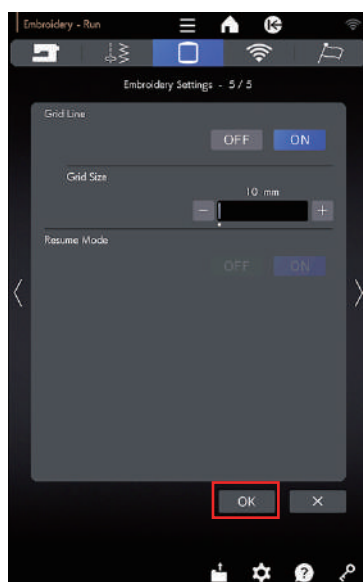 Embroidery - Run
Embroidery Settings - 5 / 5
Grid Line
OFF ON
Grid Size
10 mm
− +
Resume Mode
OFF ON
OK ×
?